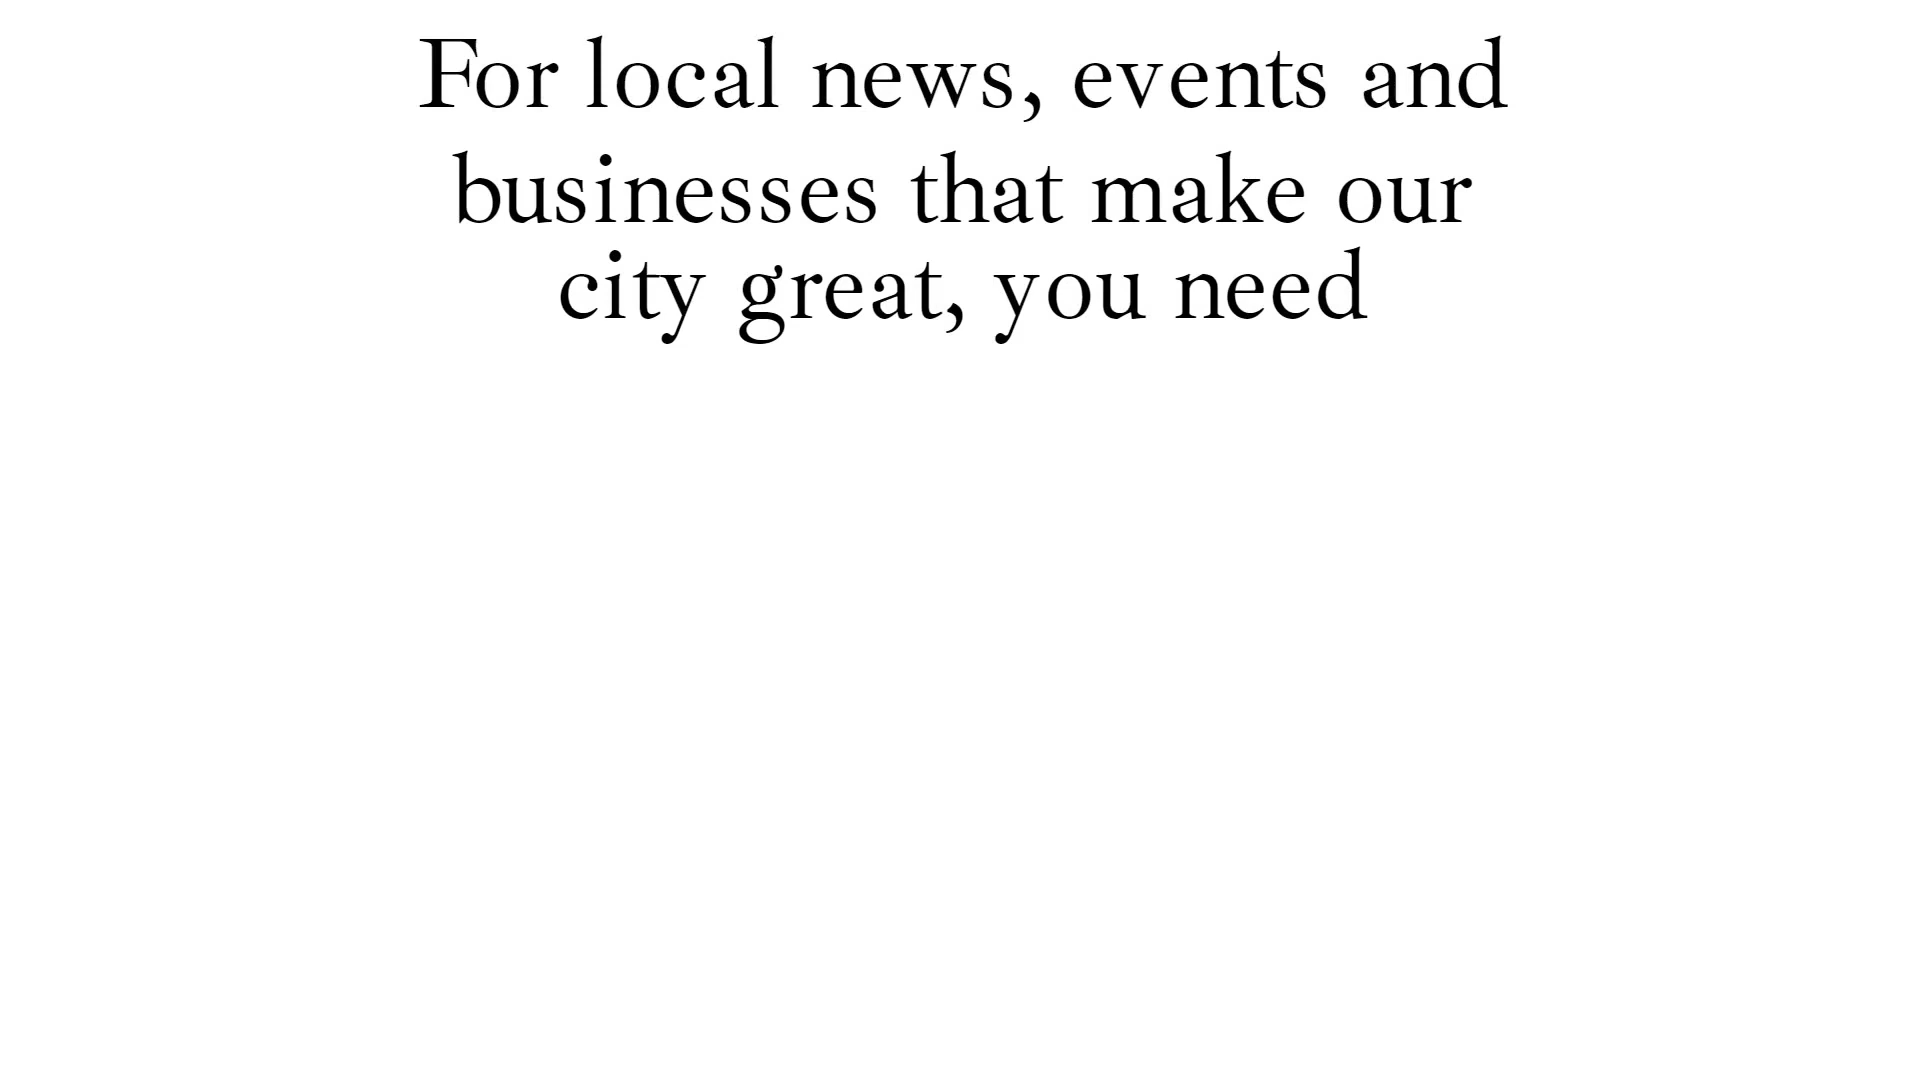 For local news, events and
businesses that make our
city great, you need